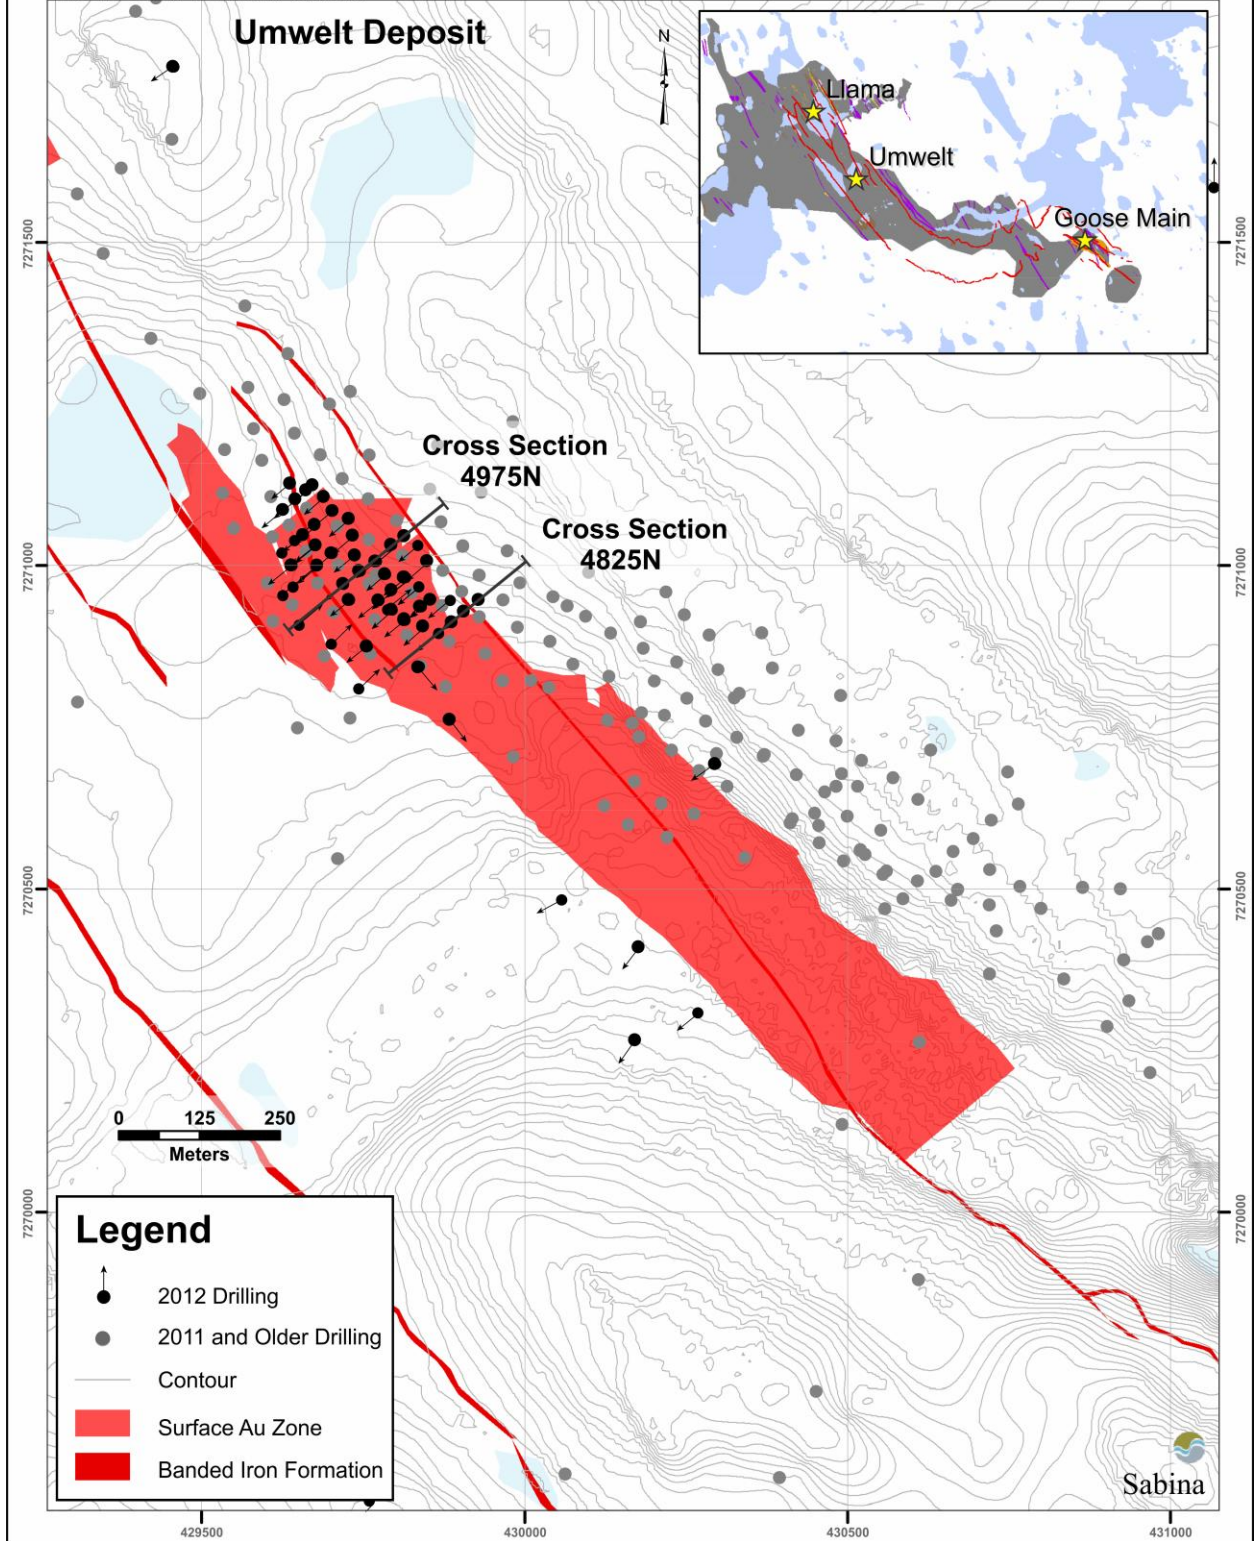 Umwelt Deposit
N
Llama
Umwelt
Goose Main
7271500
7271500
Cross Section
4975N
Cross Section
4825N
7271000
7271000
7270500
7270500
0 125 250
Meters
7270000
7270000
Legend
2012 Drilling
2011 and Older Drilling
Contour
Surface Au Zone
Banded Iron Formation
Sabina
429500
430000
430500
431000